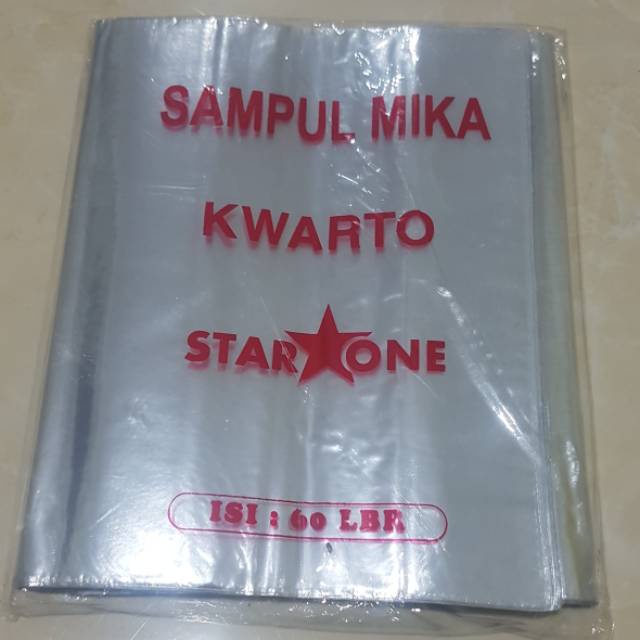 SAMPUL MIKA
KWARTO
STAR ONE
ISI : 60 LBR